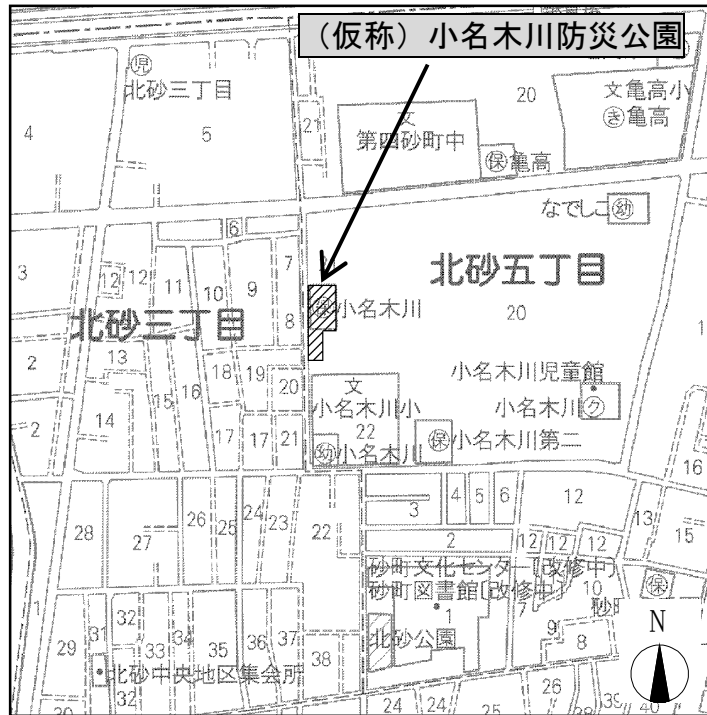 （仮称）小名木川防災公園
児
北砂三丁目
文亀高小
き亀高
20
4
5
21
文
第四砂町中
保亀高
なでしこ幼
6
3
7
北砂五丁目
12
12
11
10
9
8
保小名木川
20
北砂三丁目
1
2
13
18
19
20
小名木川児童館
小名木川ク
14
15
16
文
小名木川小
22
2
17
17
21
幼小名木川
保小名木川第二
16
28
27
26
25
24
23
22
3
4
5
6
12
13
15
2
12
12
12
砂町文化センター〔改修中〕
砂町図書館〔改修中〕
1
7
10
保
1
29
31
32
33
34
35
36
37
38
北砂公園
9
8
N
北砂中央地区集会所
32
30
24
24
25
26
28
39
40